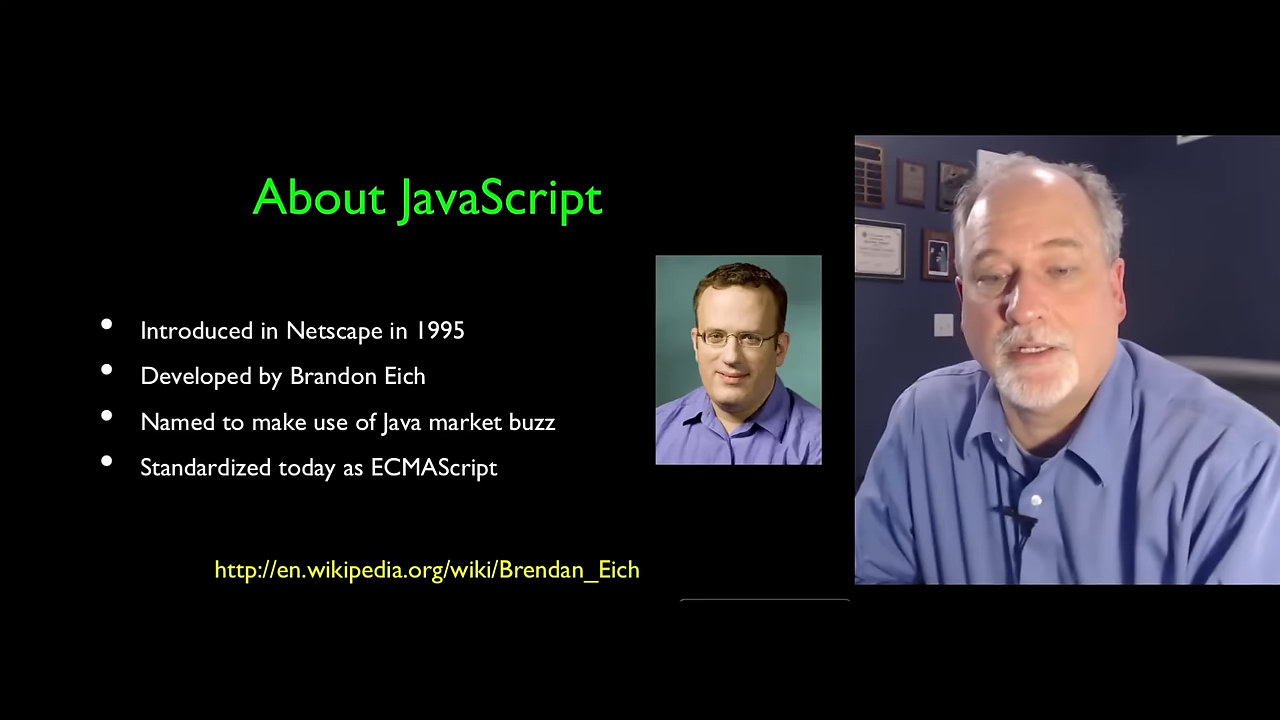 About JavaScript
• Introduced in Netscape in 1995
• Developed by Brandon Eich
• Named to make use of Java market buzz
• Standardized today as ECMAScript
http://en.wikipedia.org/wiki/Brendan_Eich